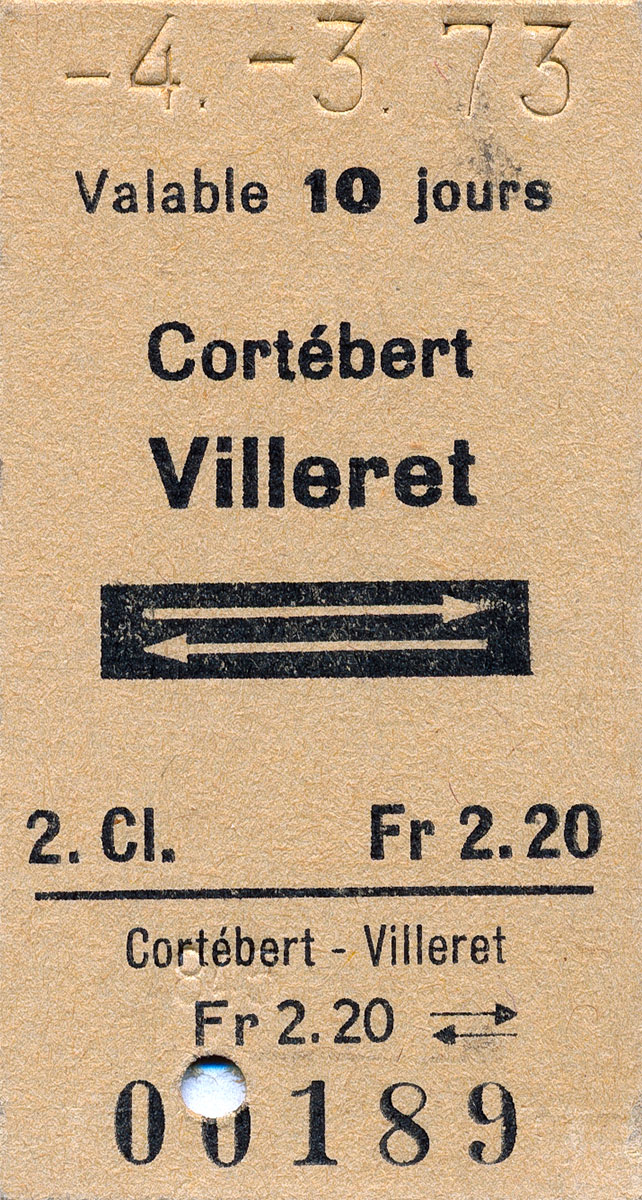 -4.-3.73
Valable 10 jours
Cortébert
Villeret
2. Cl. Fr 2.20
Cortébert - Villeret
Fr 2.20
00189